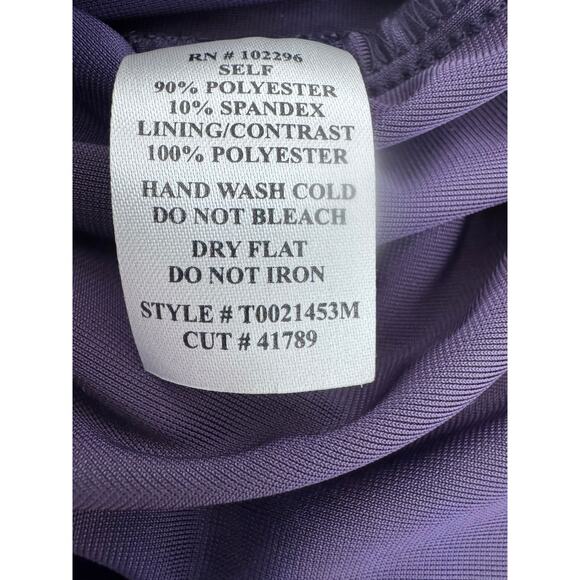 RN # 102296
SELF
90% POLYESTER
10% SPANDEX
LINING/CONTRAST
100% POLYESTER
HAND WASH COLD
DO NOT BLEACH
DRY FLAT
DO NOT IRON
STYLE # T0021453M
CUT # 41789